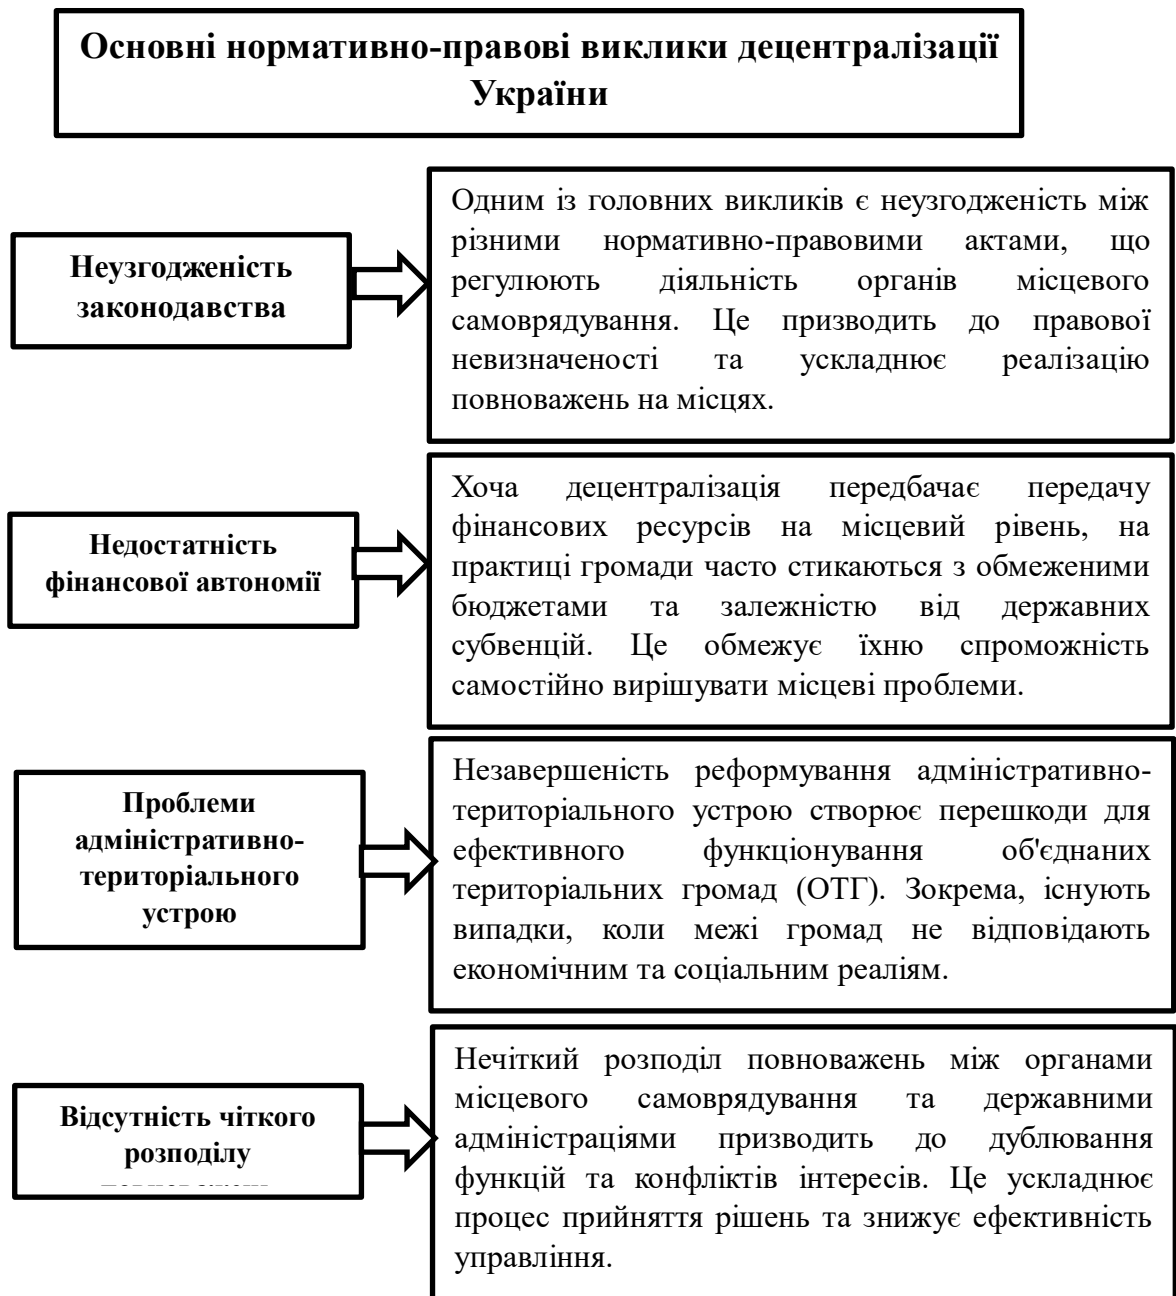 Основні нормативно-правові виклики децентралізації
України
Неузгодженість
законодавства
Одним із головних викликів є неузгодженість між
різними нормативно-правовими актами, що
регулюють діяльність органів місцевого
самоврядування. Це призводить до правової
невизначеності та ускладнює реалізацію
повноважень на місцях.
Недостатність
фінансової автономії
Хоча децентралізація передбачає передачу
фінансових ресурсів на місцевий рівень, на
практиці громади часто стикаються з обмеженими
бюджетами та залежністю від державних
субвенцій. Це обмежує їхню спроможність
самостійно вирішувати місцеві проблеми.
Проблеми
адміністративно-
територіального
устрою
Незавершеність реформування адміністративно-
територіального устрою створює перешкоди для
ефективного функціонування об'єднаних
територіальних громад (ОТГ). Зокрема, існують
випадки, коли межі громад не відповідають
економічним та соціальним реаліям.
Відсутність чіткого
розподілу
Нечіткий розподіл повноважень між органами
місцевого самоврядування та державними
адміністраціями призводить до дублювання
функцій та конфліктів інтересів. Це ускладнює
процес прийняття рішень та знижує ефективність
управління.